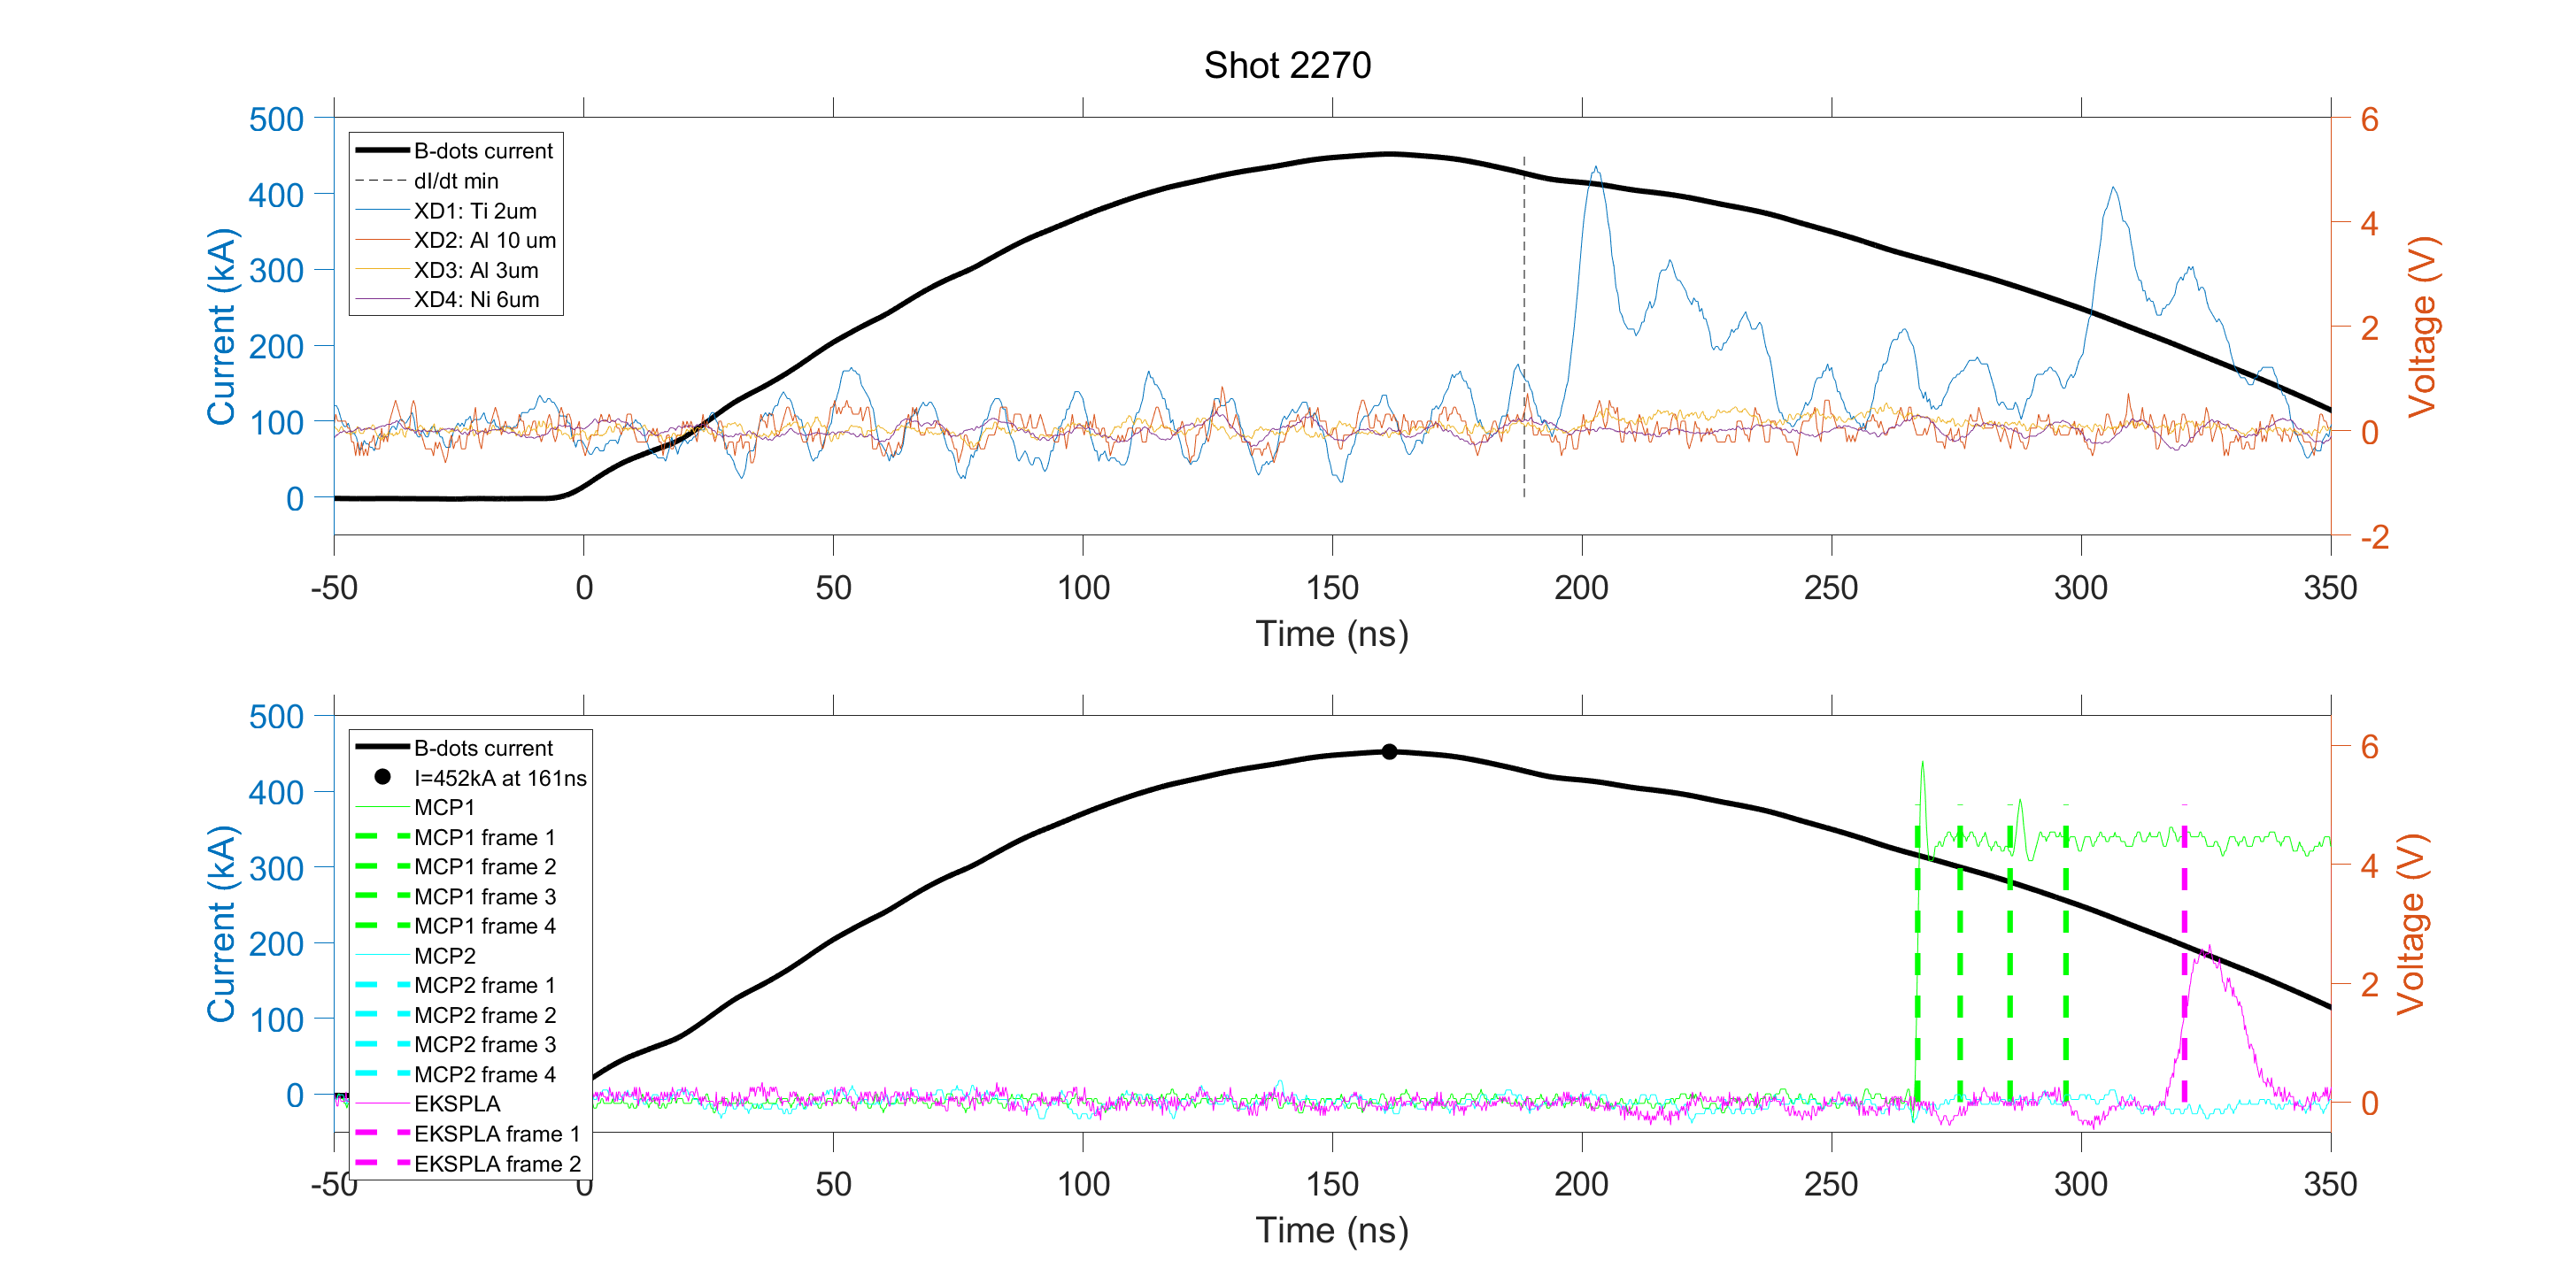 Shot 2270
500
400
300
200
100
0
Current (kA)
B-dots current
dI/dt min
XD1: Ti 2um
XD2: Al 10 um
XD3: Al 3um
XD4: Ni 6um
6
4
2
0
-2
Voltage (V)
-50 0 50 100 150 200 250 300 350
Time (ns)
500
400
300
200
100
0
Current (kA)
B-dots current
I=452kA at 161ns
MCP1
MCP1 frame 1
MCP1 frame 2
MCP1 frame 3
MCP1 frame 4
MCP2
MCP2 frame 1
MCP2 frame 2
MCP2 frame 3
MCP2 frame 4
EKSPLA
EKSPLA frame 1
EKSPLA frame 2
6
4
2
0
Voltage (V)
-50 0 50 100 150 200 250 300 350
Time (ns)